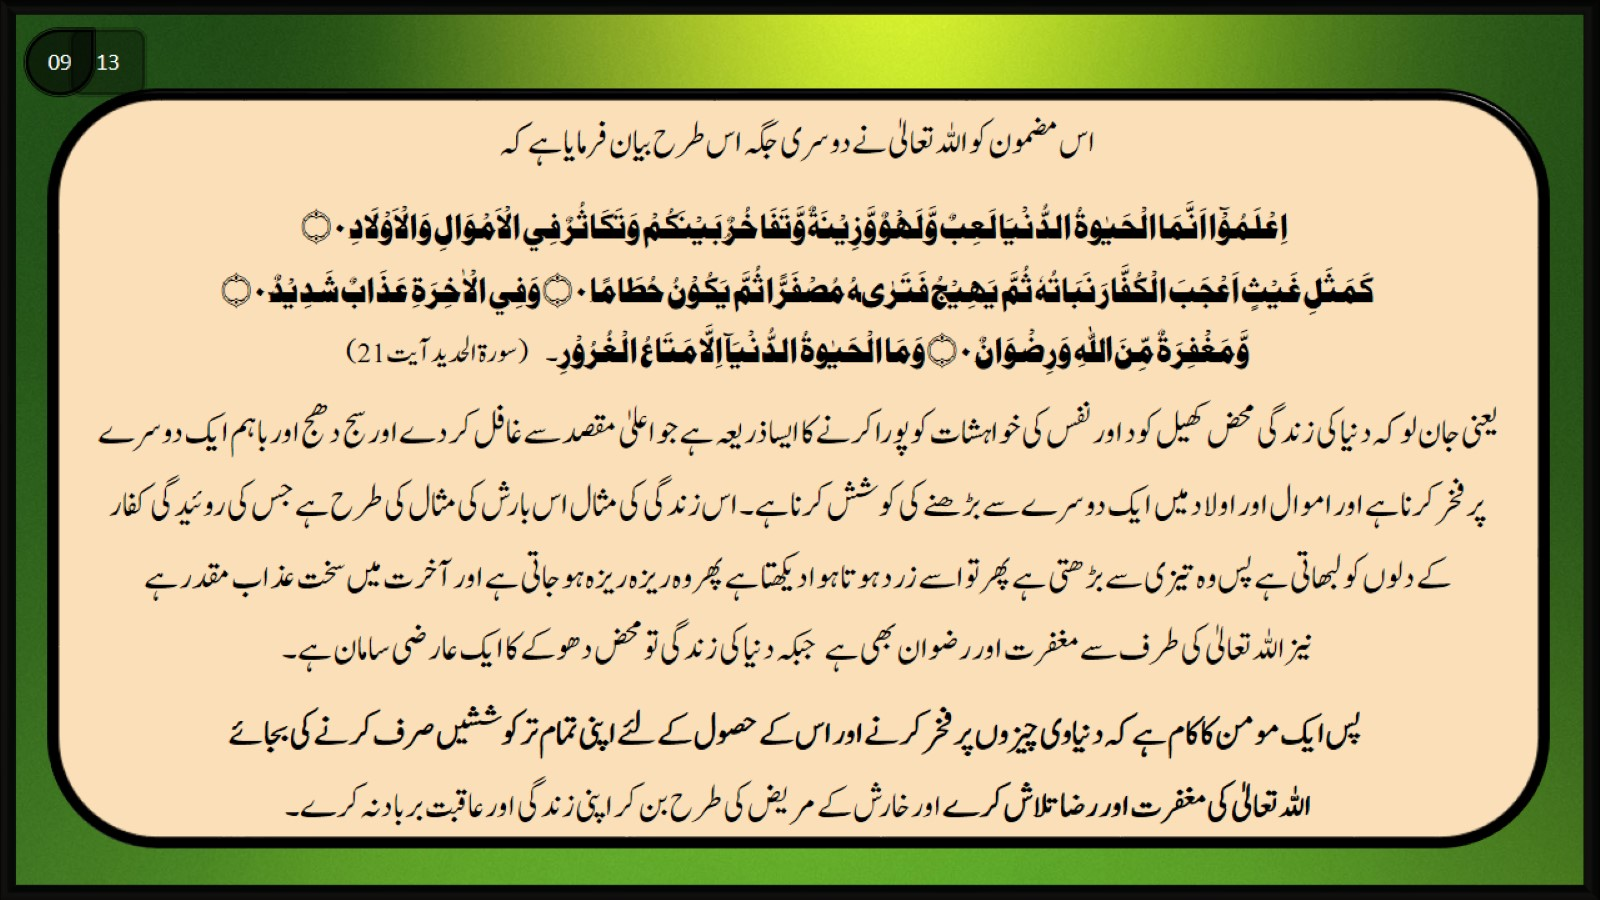 09 13
اس مضمون کو اللہ تعالیٰ نے دوسری جگہ اس طرح بیان فرمایا ہے کہ
اِعْلَمُوْٓا اَنَّمَا الْحَيٰوةُ الدُّنْيَا لَعِبٌ وَّلَهْوٌ وَّزِيْنَةٌ وَّتَفَاخُرٌۢ بَيْنَكُمْ وَتَكَاثُرٌ فِي الْاَمْوَالِ وَالْاَوْلَادِ۰ۭ
كَمَثَلِ غَيْثٍ اَعْجَبَ الْكُفَّارَ نَبَاتُهٗ ثُمَّ يَهِيْجُ فَتَرٰىهُ مُصْفَرًّا ثُمَّ يَكُوْنُ حُطَامًا۰ۭ وَفِي الْاٰخِرَةِ عَذَابٌ شَدِيْدٌ۰ۙ
وَّمَغْفِرَةٌ مِّنَ اللّٰهِ وَرِضْوَانٌ۰ۭ وَمَا الْحَيٰوةُ الدُّنْيَآ اِلَّا مَتَاعُ الْغُرُوْرِ۔ (سورۃ الحدید آیت 21)
یعنی جان لو کہ دنیا کی زندگی محض کھیل کود اور نفس کی خواہشات کو پورا کرنے کا ایسا ذریعہ ہے جو اعلیٰ مقصد سے غافل کر دے اور سج دھج اور باہم ایک دوسرے
پر فخر کرنا ہے اور اموال اور اولاد میں ایک دوسرے سے بڑھنے کی کوشش کرنا ہے۔ اس زندگی کی مثال اس بارش کی مثال کی طرح ہے جس کی روئیدگی کفار
کے دلوں کو لبھاتی ہے پس وہ تیزی سے بڑھتی ہے پھر تو اسے زرد ہوتا ہوا دیکھتا ہے پھر وہ ریزہ ریزہ ہو جاتی ہے اور آخرت میں سخت عذاب مقدر ہے
نیز اللہ تعالیٰ کی طرف سے مغفرت اور رضوان بھی ہے جبکہ دنیا کی زندگی تو محض دھوکے کا ایک عارضی سامان ہے۔
پس ایک مومن کا کام ہے کہ دنیاوی چیزوں پر فخر کرنے اور اس کے حصول کے لئے اپنی تمام تر کوششیں صرف کرنے کی بجائے
اللہ تعالیٰ کی مغفرت اور رضا تلاش کرے اور خارش کے مریض کی طرح بن کر اپنی زندگی اور عاقبت برباد نہ کرے۔